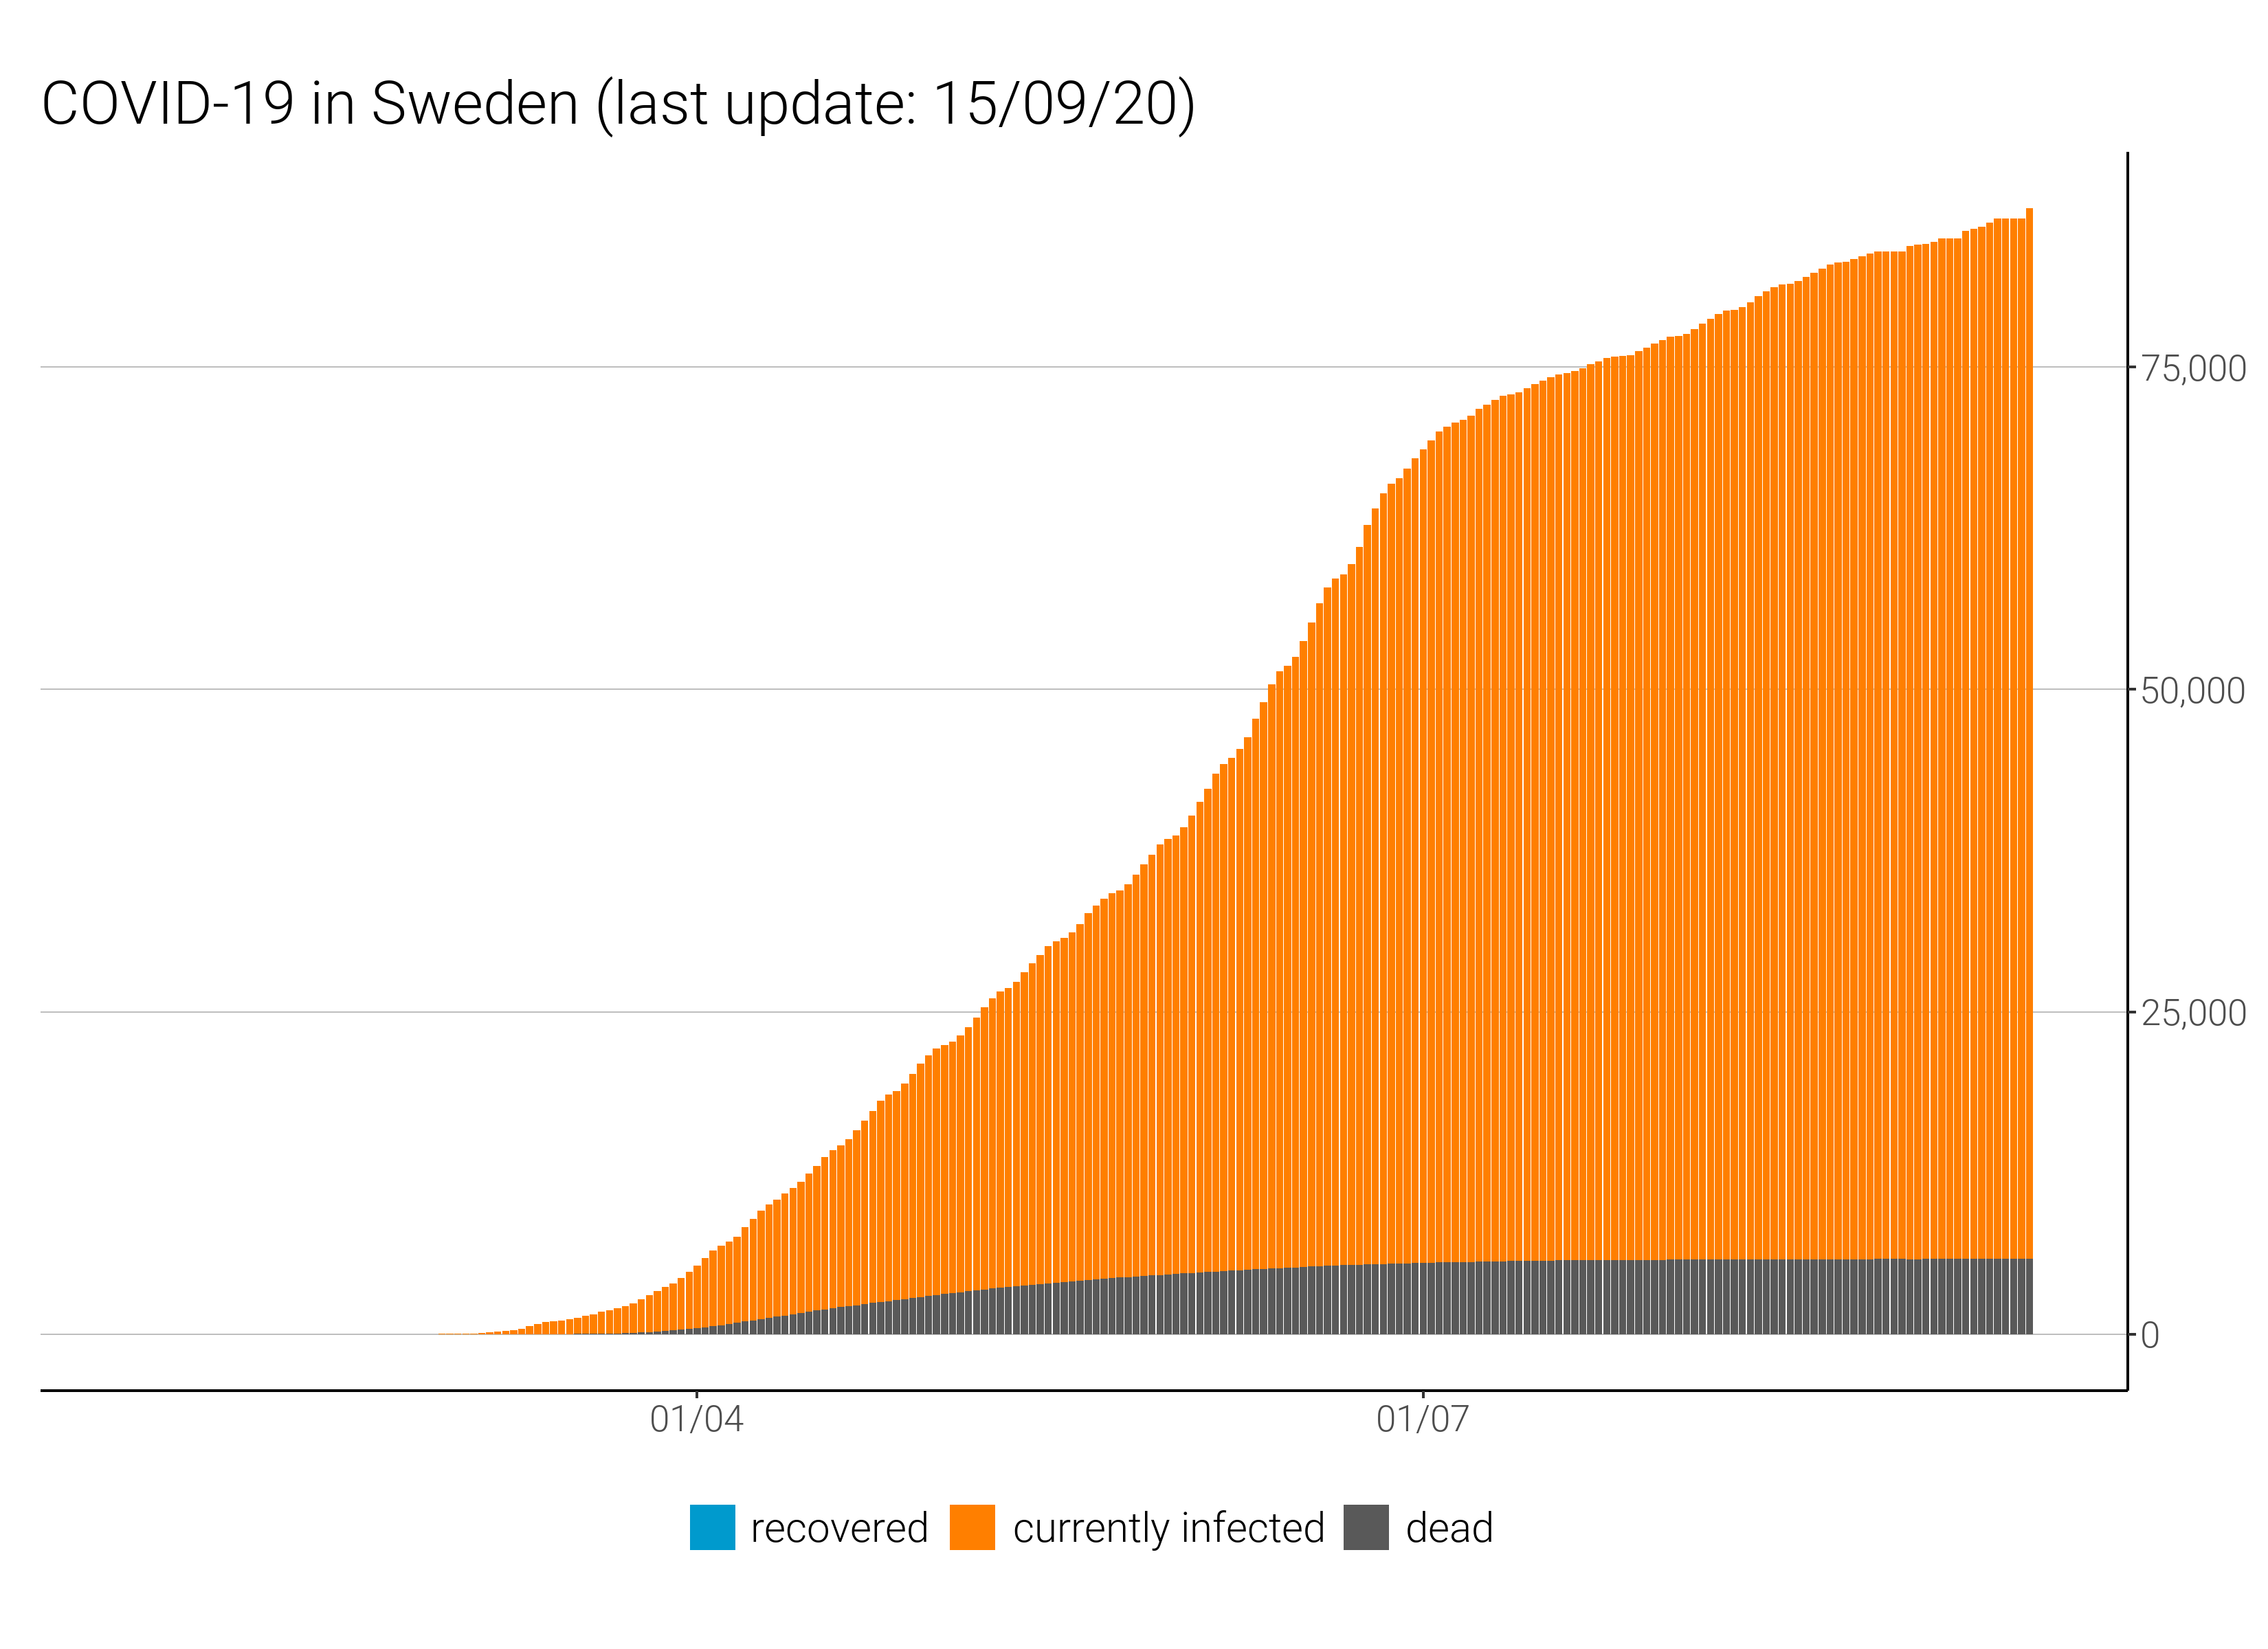 COVID-19 in Sweden (last update: 15/09/20)
75,000
50,000
25,000
0
01/04 01/07
recovered currently infected dead